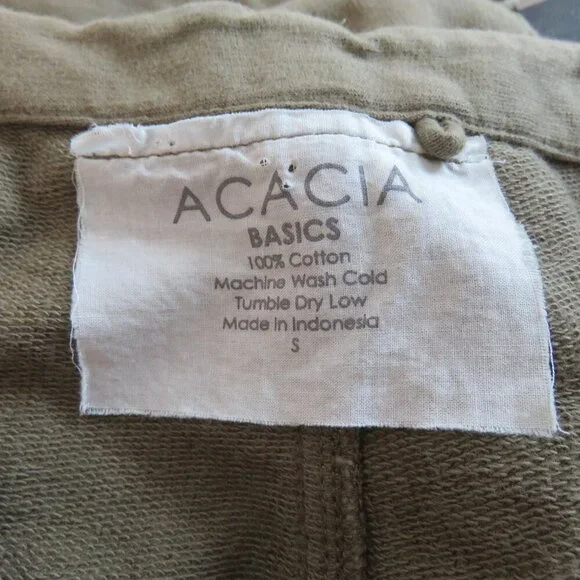 ACACIA
BASICS
100% Cotton
Machine Wash Cold
Tumble Dry Low
Made in Indonesia
S